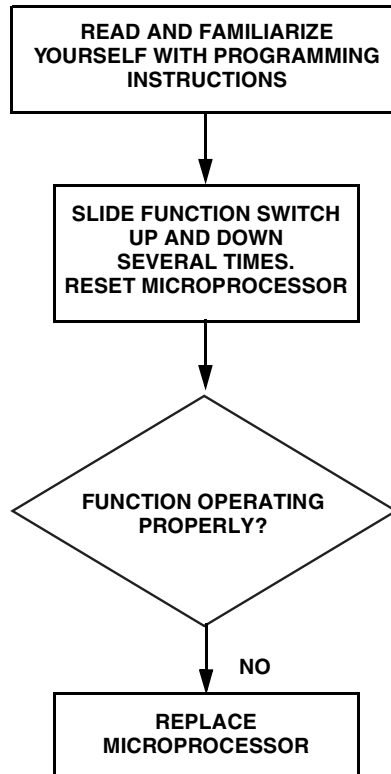 READ AND FAMILIARIZE
YOURSELF WITH PROGRAMMING
INSTRUCTIONS
SLIDE FUNCTION SWITCH
UP AND DOWN
SEVERAL TIMES.
RESET MICROPROCESSOR
FUNCTION OPERATING
PROPERLY?
NO
REPLACE
MICROPROCESSOR